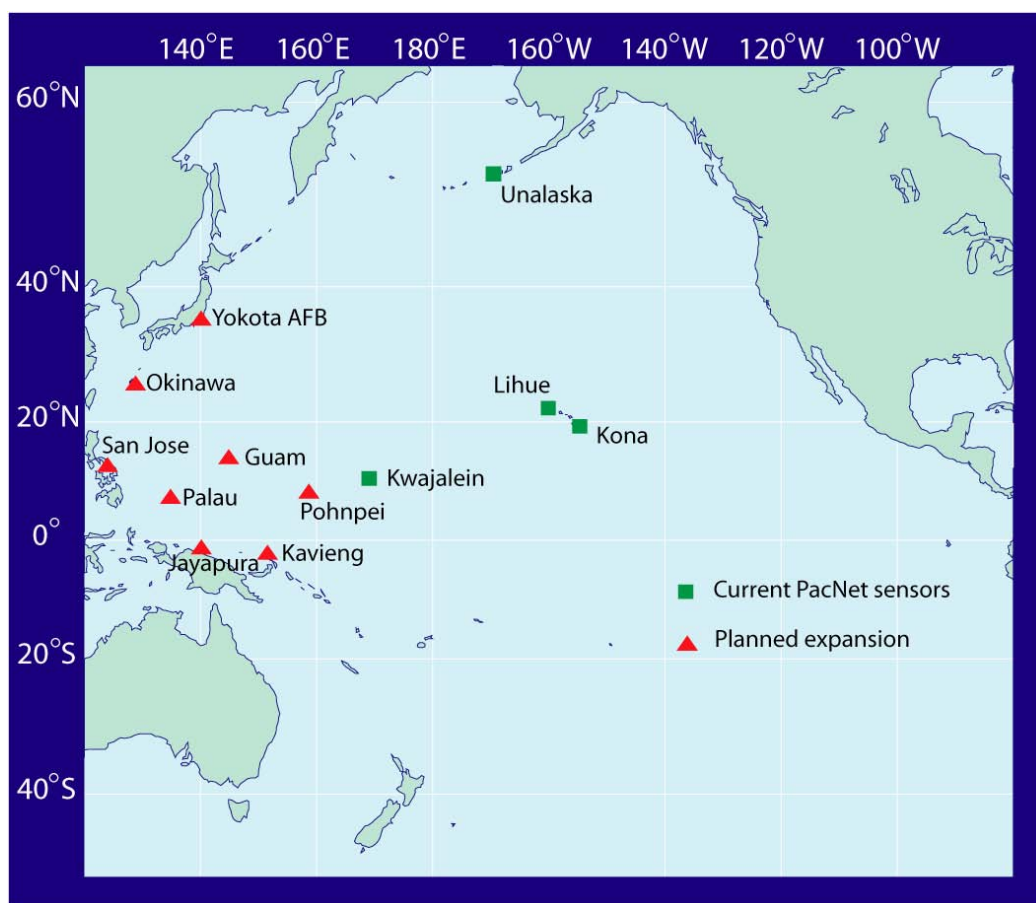 140°E 160°E 180°E 160°W 140°W 120°W 100°W
60°N
Unalaska
40°N
Yokota AFB
Okinawa
Lihue
20°N
Kona
San Jose
Guam
Kwajalein
Palau
Pohnpei
0°
Jayapura
Kavieng
Current PacNet sensors
Planned expansion
20°S
40°S